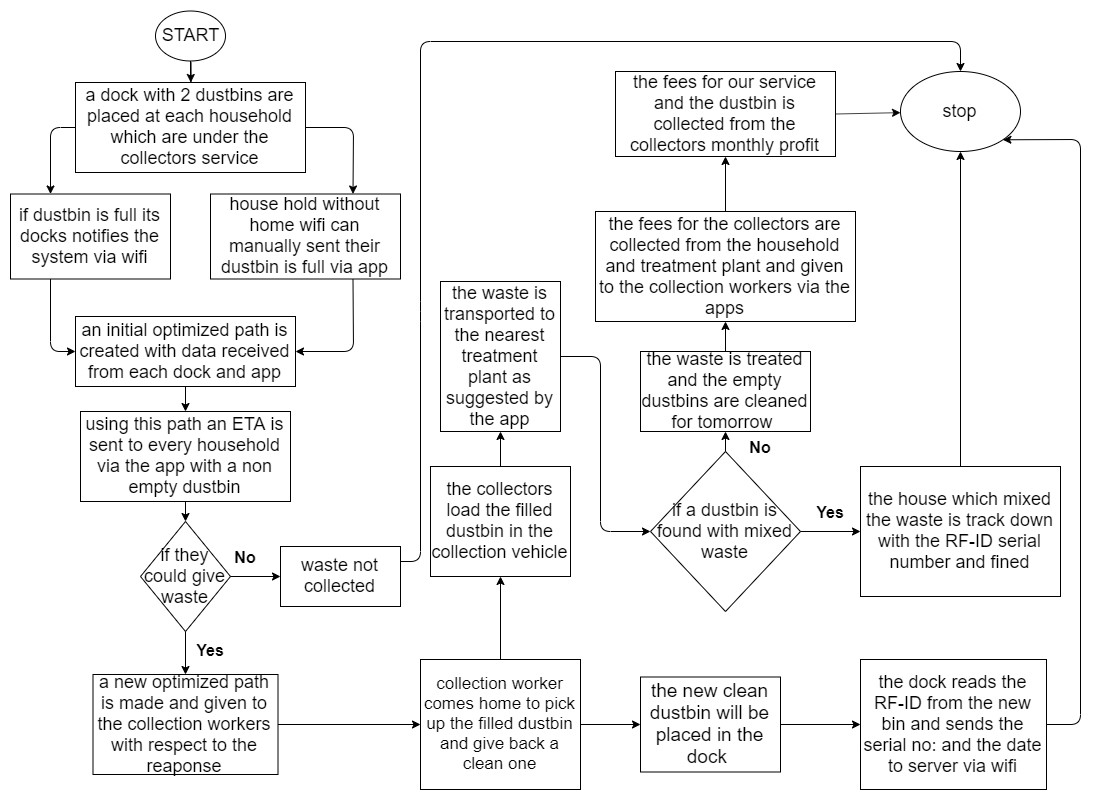 START
a dock with 2 dustbins are
placed at each household
which are under the
collectors service
if dustbin is full its
docks notifies the
system via wifi
house hold without
home wifi can
manually sent their
dustbin is full via app
an initial optimized path is
created with data received
from each dock and app
using this path an ETA is
sent to every household
via the app with a non
empty dustbin
If they
could give
waste
No
waste not
collected
Yes
a new optimized path
is made and given to
the collection workers
with respect to the
reaponse
collection worker
comes home to pick
up the filled dustbin
and give back a
clean one
the collectors
load the filled
dustbin in the
collection vehicle
the waste is
transported to
the nearest
treatment
plant as
suggested by
the app
if a dustbin is
found with mixed
waste
No
the waste is treated
and the empty
dustbins are cleaned
for tomorrow
the fees for the collectors are
collected from the household
and treatment plant and given
to the collection workers via the
apps
the fees for our service
and the dustbin is
collected from the
collectors monthly profit
stop
Yes
the house which mixed
the waste is track down
with the RF-ID serial
number and fined
the new clean
dustbin will be
placed in the
dock
the dock reads the
RF-ID from the new
bin and sends the
serial no: and the date
to server via wifi